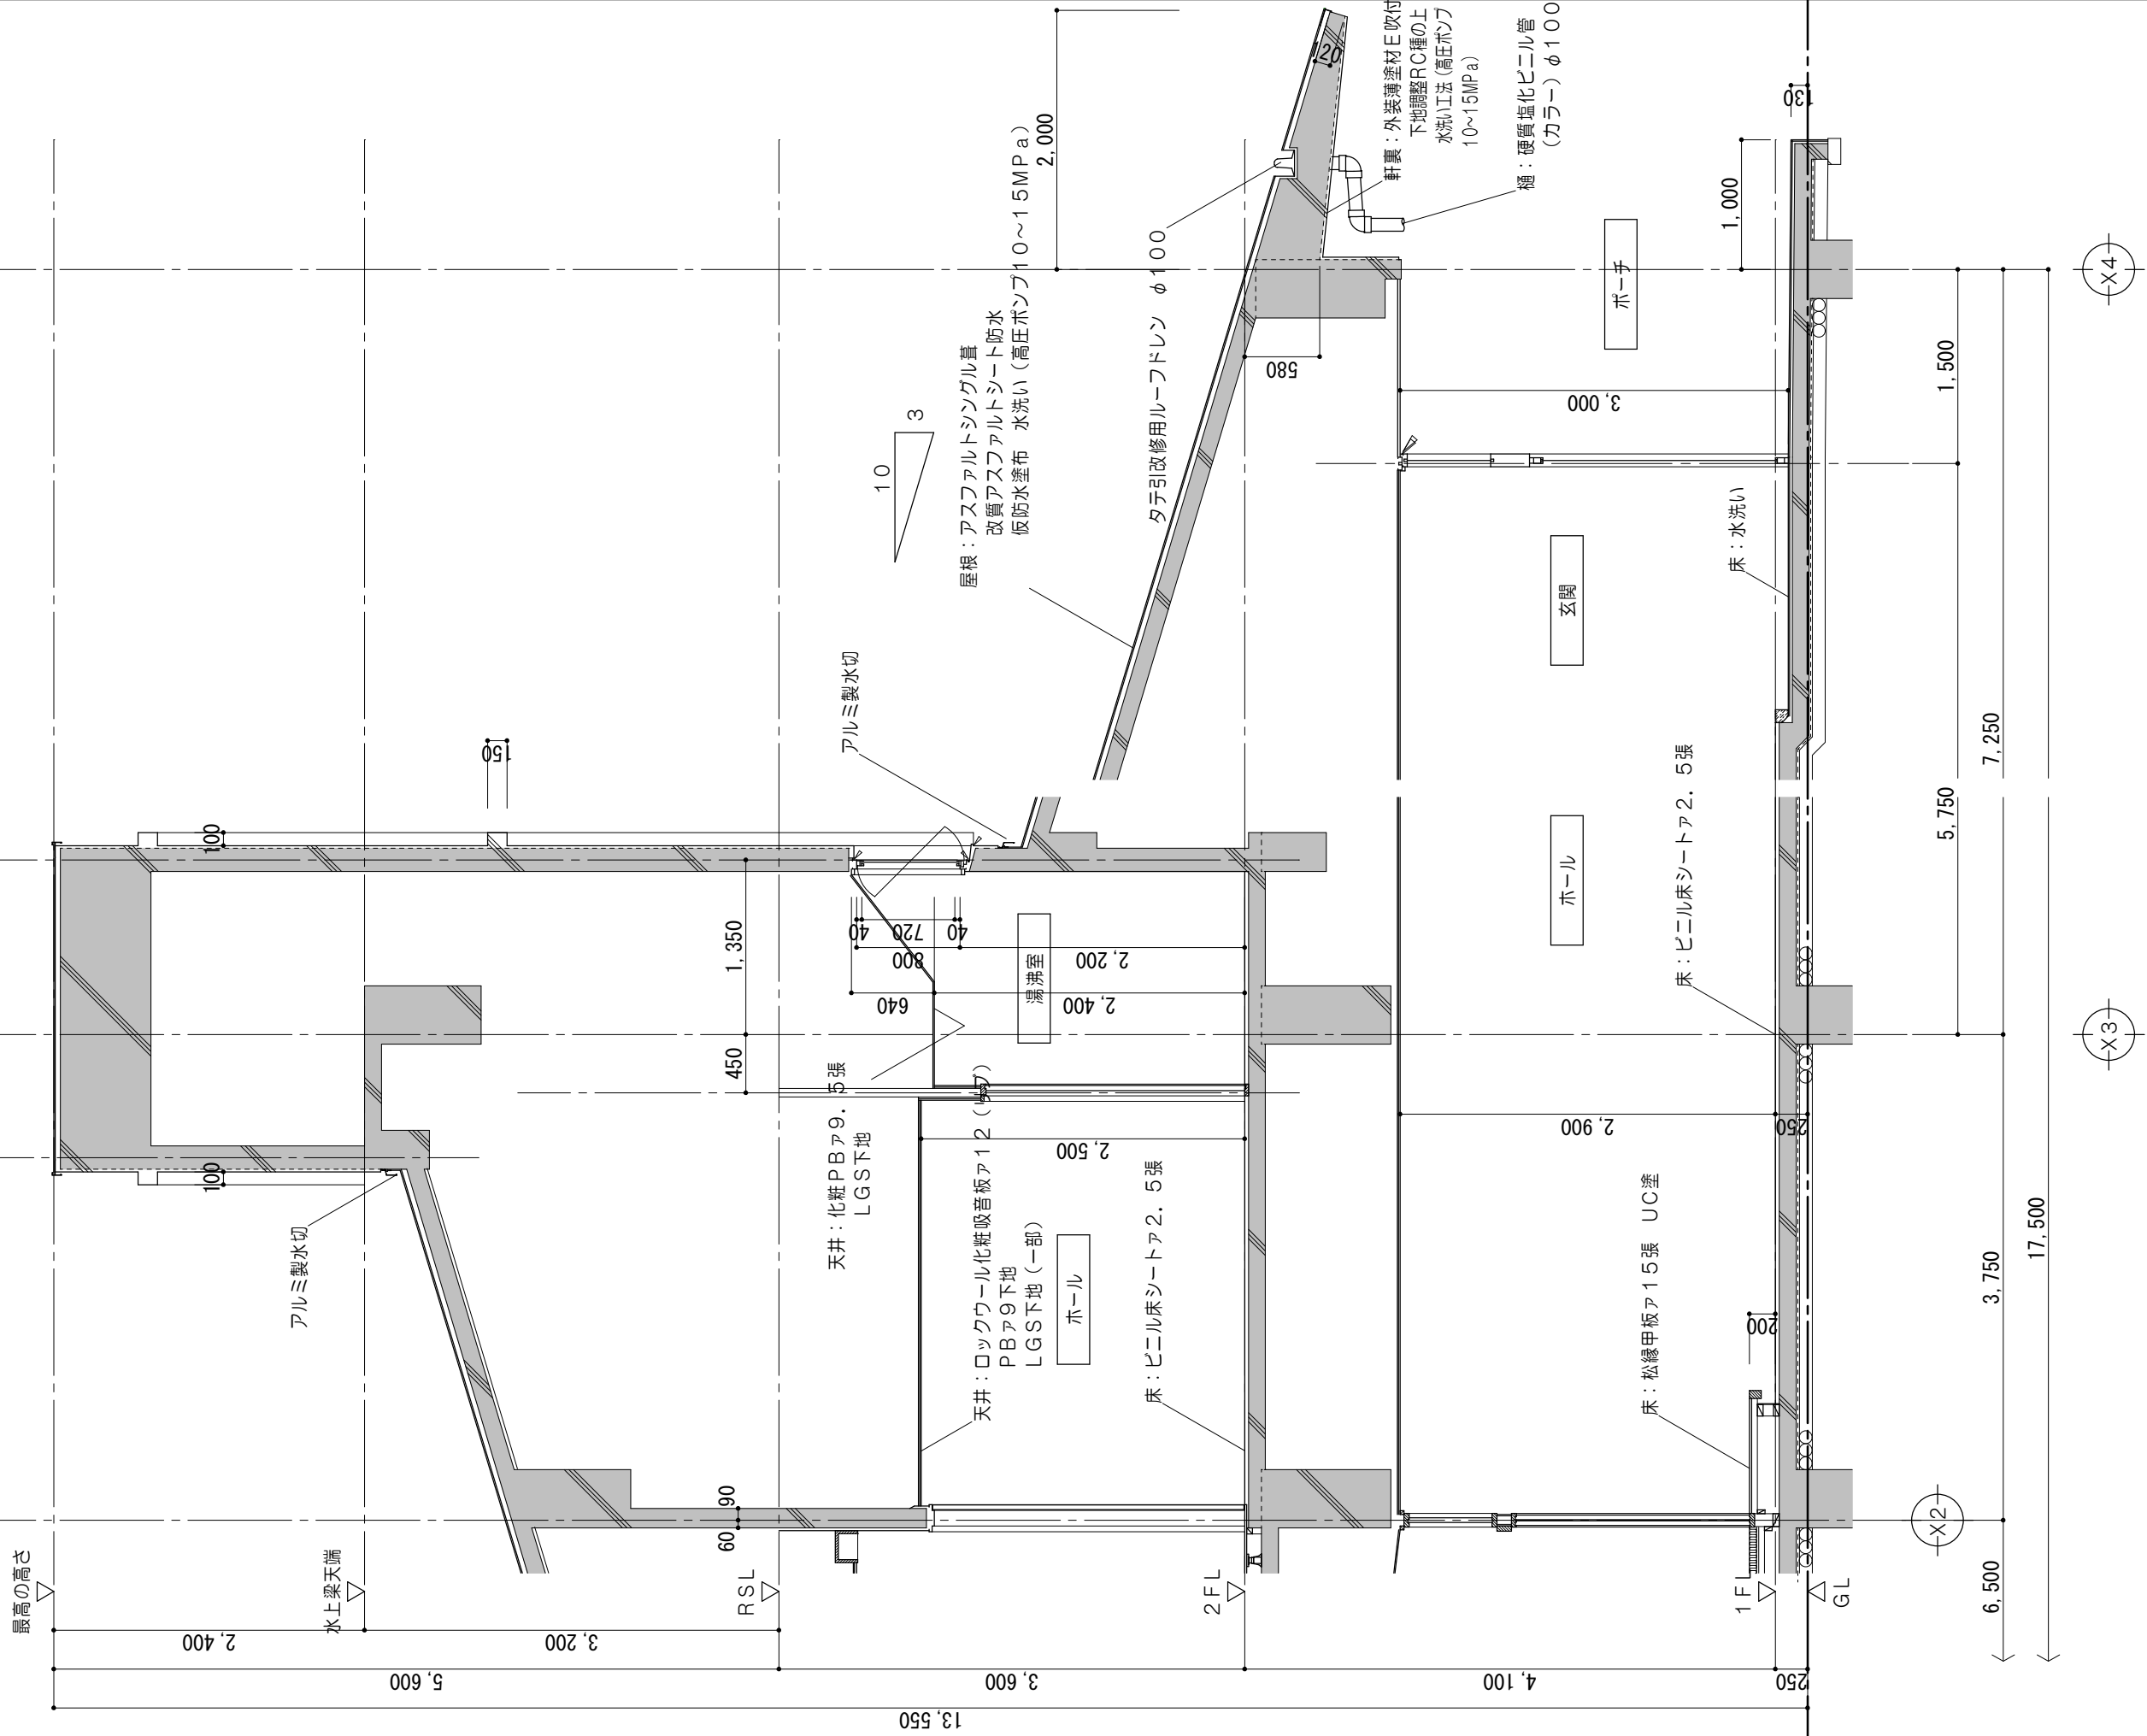 最高の高さ
水上梁天端
RSL
2FL
1FL
GL
2,400
3,200
5,600
3,600
4,100
250
13,550
アルミ製水切
100
100
150
60
90
450
1,350
天井：化粧PBァ9．5張
LGS下地
天井：ロックウール化粧吸音板ァ12（
PBァ9下地
LGS下地（一部）
ホール
2,500
床：ビニル床シートァ2．5張
湯沸室
640
2,400
800
2,200
40
720
40
アルミ製水切
10
3
屋根：アスファルトシングル葺
改質アスファルトシート防水
仮防水塗布　水洗い（高圧ポンプ10～15MPa）
2,000
タテ引改修用ルーフドレン　φ100
120
軒裏：外装薄塗材E吹付
下地調整RC種の上
水洗い工法（高圧ポンプ
10～15MPa）
樋：硬質塩化ビニル管
（カラー）φ100
580
3,000
ポーチ
玄関
ホール
1,000
130
床：水洗い
床：ビニル床シートァ2．5張
床：松縁甲板ァ15張　UC塗
2,900
250
200
1,500
5,750
7,250
3,750
6,500
17,500
X2
X3
X4